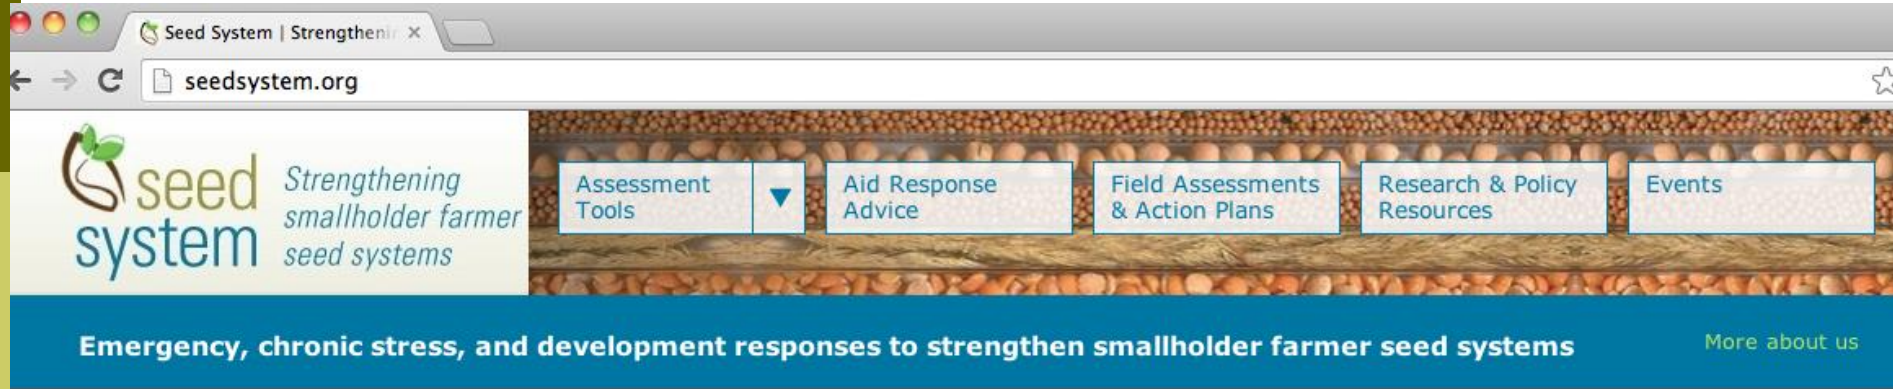 Seed System | Strengthenin
seedsystem.org
seed
system
Strengthening
smallholder farmer
seed systems
Assessment
Tools
Aid Response
Advice
Field Assessments
& Action Plans
Research & Policy
Resources
Events
Emergency, chronic stress, and development responses to strengthen smallholder farmer seed systems
More about us